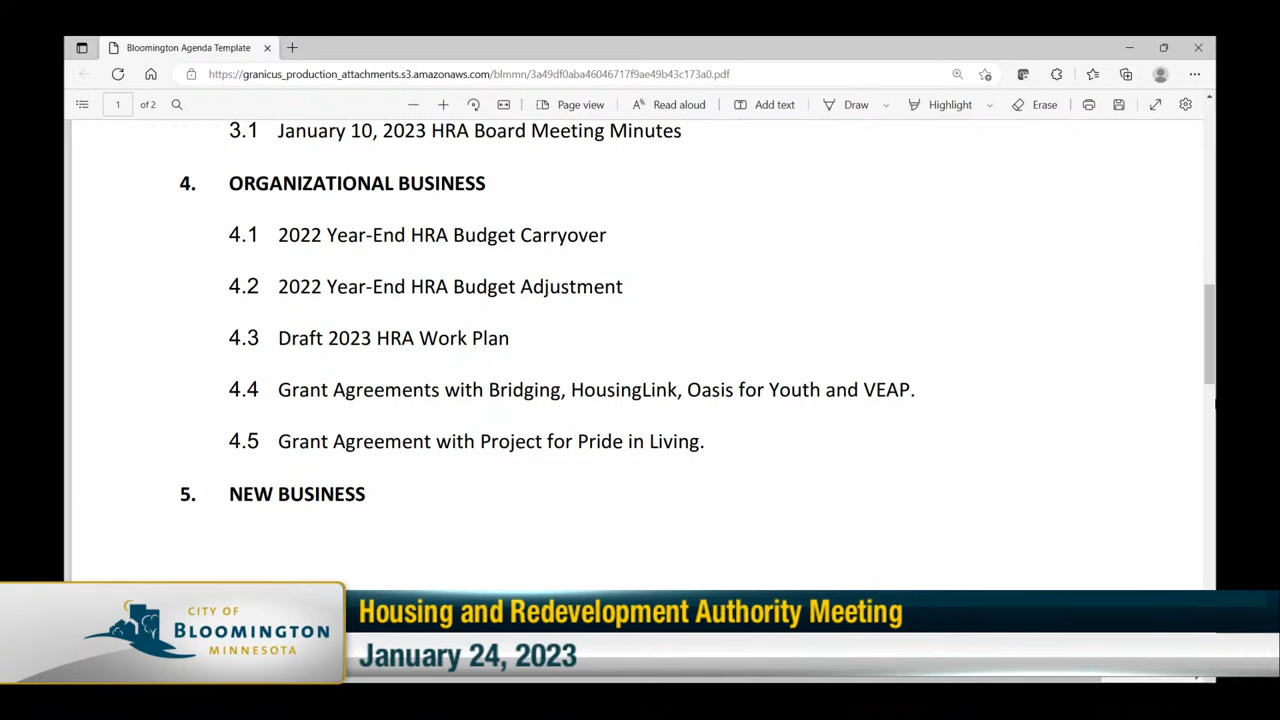 Bloomington Agenda Template
https://granicus_production_attachments.s3.amazonaws.com/blmmn/3a49df0aba46046717f9ae49b43c173a0.pdf
1 of 2 Page view Read aloud Add text Draw Highlight Erase
3.1 January 10, 2023 HRA Board Meeting Minutes
4. ORGANIZATIONAL BUSINESS
4.1 2022 Year-End HRA Budget Carryover
4.2 2022 Year-End HRA Budget Adjustment
4.3 Draft 2023 HRA Work Plan
4.4 Grant Agreements with Bridging, HousingLink, Oasis for Youth and VEAP.
4.5 Grant Agreement with Project for Pride in Living.
5. NEW BUSINESS
CITY OF
BLOOMINGTON
MINNESOTA
Housing and Redevelopment Authority Meeting
January 24, 2023